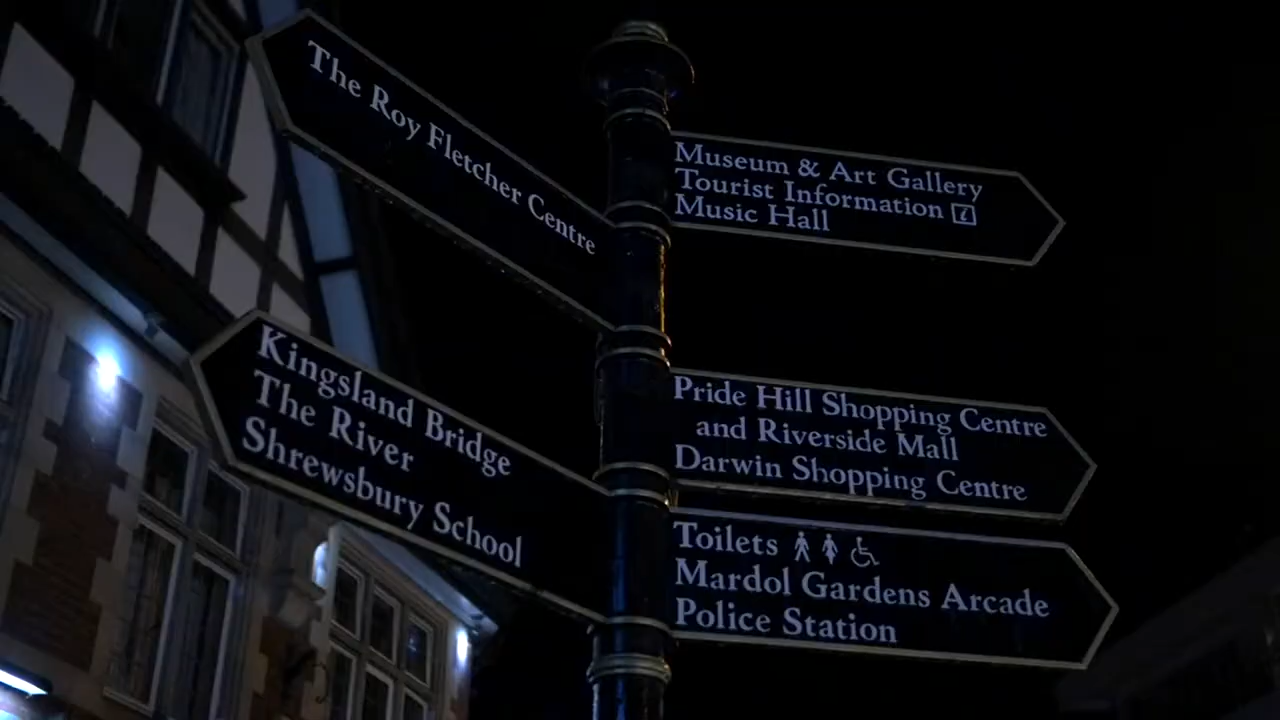 The Roy Fletcher Centre
Museum & Art Gallery
Tourist Information i
Music Hall
Kingsland Bridge
The River
Shrewsbury School
Pride Hill Shopping Centre
and Riverside Mall
Darwin Shopping Centre
Toilets
Mardol Gardens Arcade
Police Station